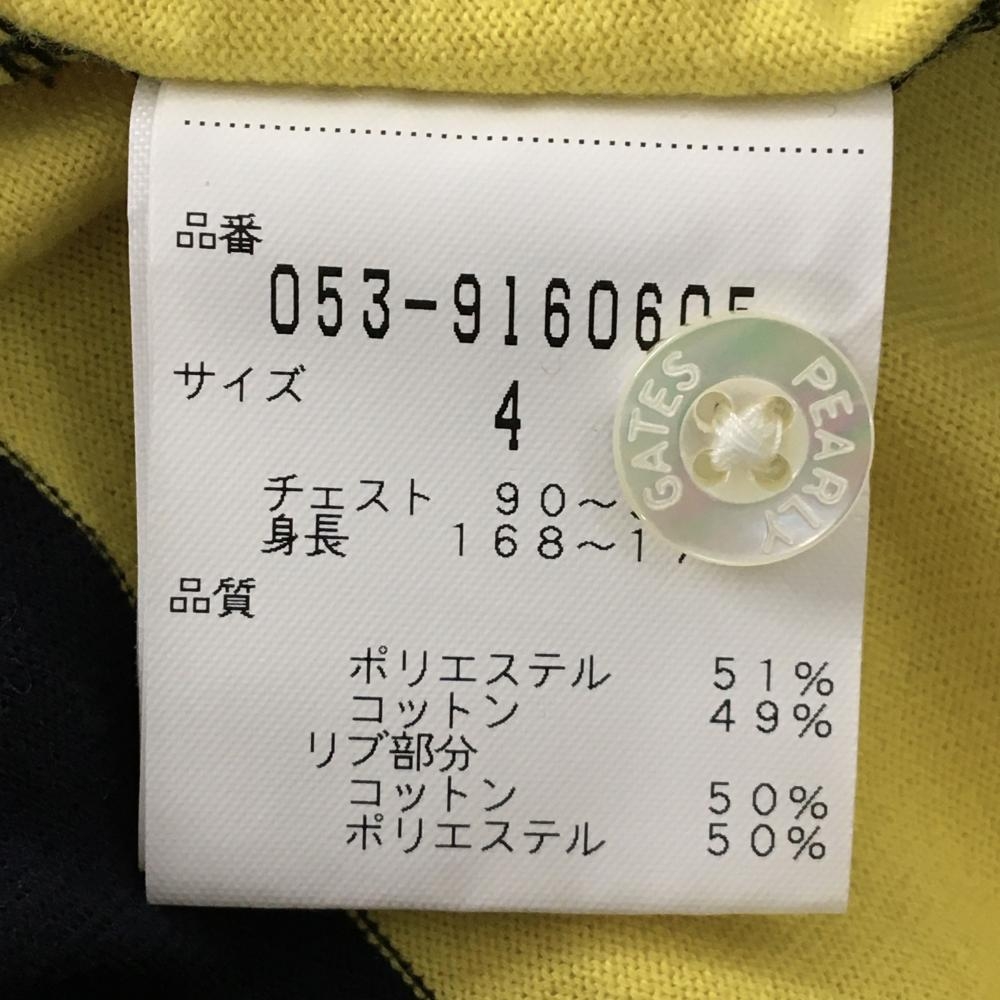 品番
053-9160605
サイズ
4
チェスト 90～
身長 168～1
品質
ポリエステル 51%
コットン 49%
リブ部分
コットン 50%
ポリエステル 50%
PEARLY GATES